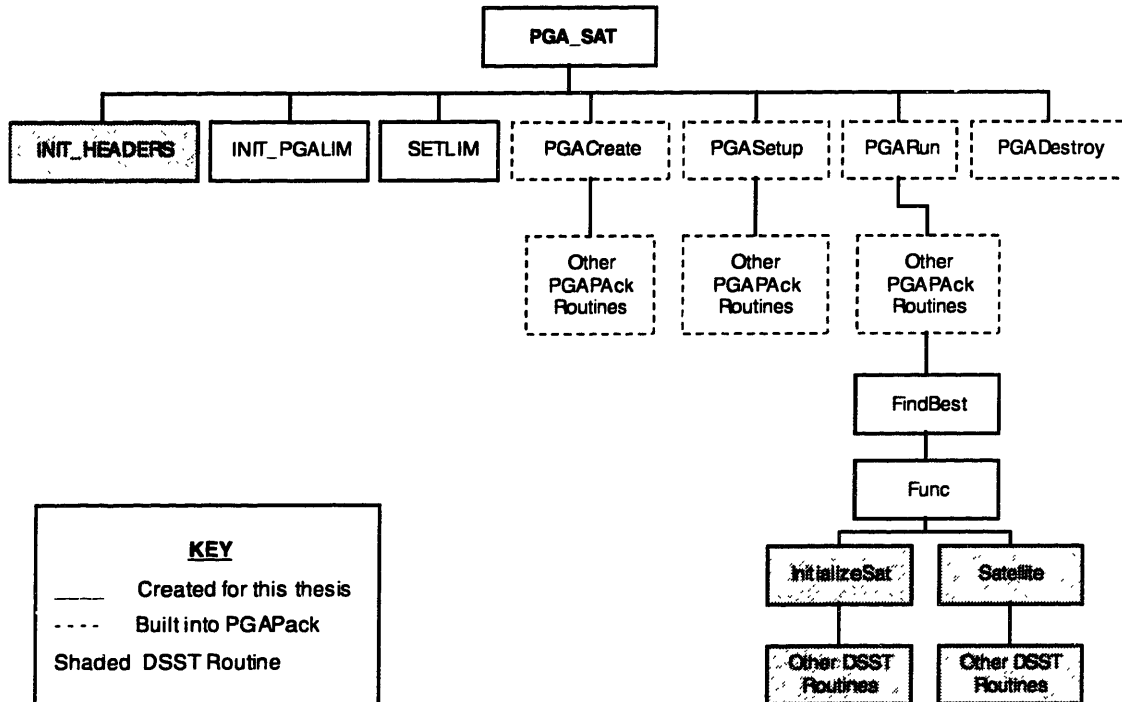 PGA_SAT
INIT_HEADERS
INIT_PGALIM
SETLIM
PGACreate
PGASetup
PGARun
PGADestroy
Other
PGAPAck
Routines
Other
PGAPAck
Routines
Other
PGAPAck
Routines
FindBest
Func
InitializeSat
Satellite
Other DSST
Routines
Other DSST
Routines
KEY
____ Created for this thesis
---- Built into PGAPack
Shaded DSST Routine